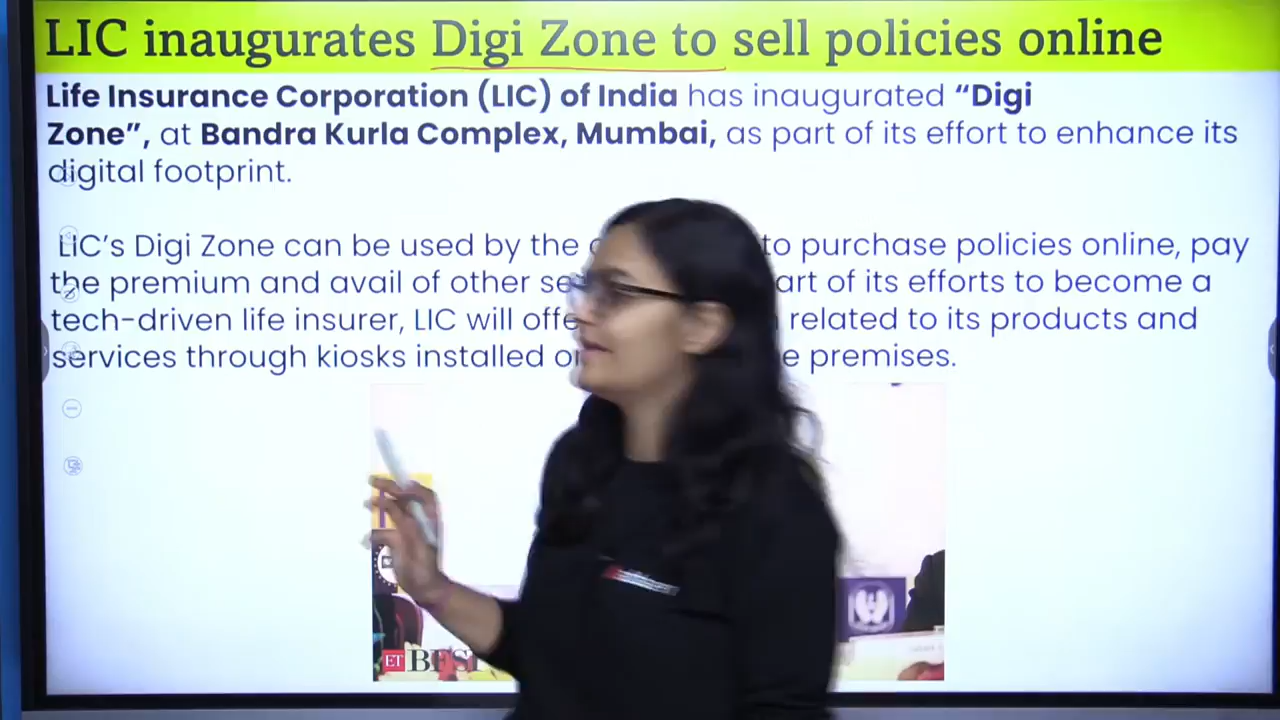 LIC inaugurates Digi Zone to sell policies online
Life Insurance Corporation (LIC) of India has inaugurated “Digi
Zone”, at Bandra Kurla Complex, Mumbai, as part of its effort to enhance its
digital footprint.
LIC’s Digi Zone can be used by the to purchase policies online, pay
the premium and avail of other of its efforts to become a
tech-driven life insurer, LIC will related to its products and
services through kiosks installed premises.
ET